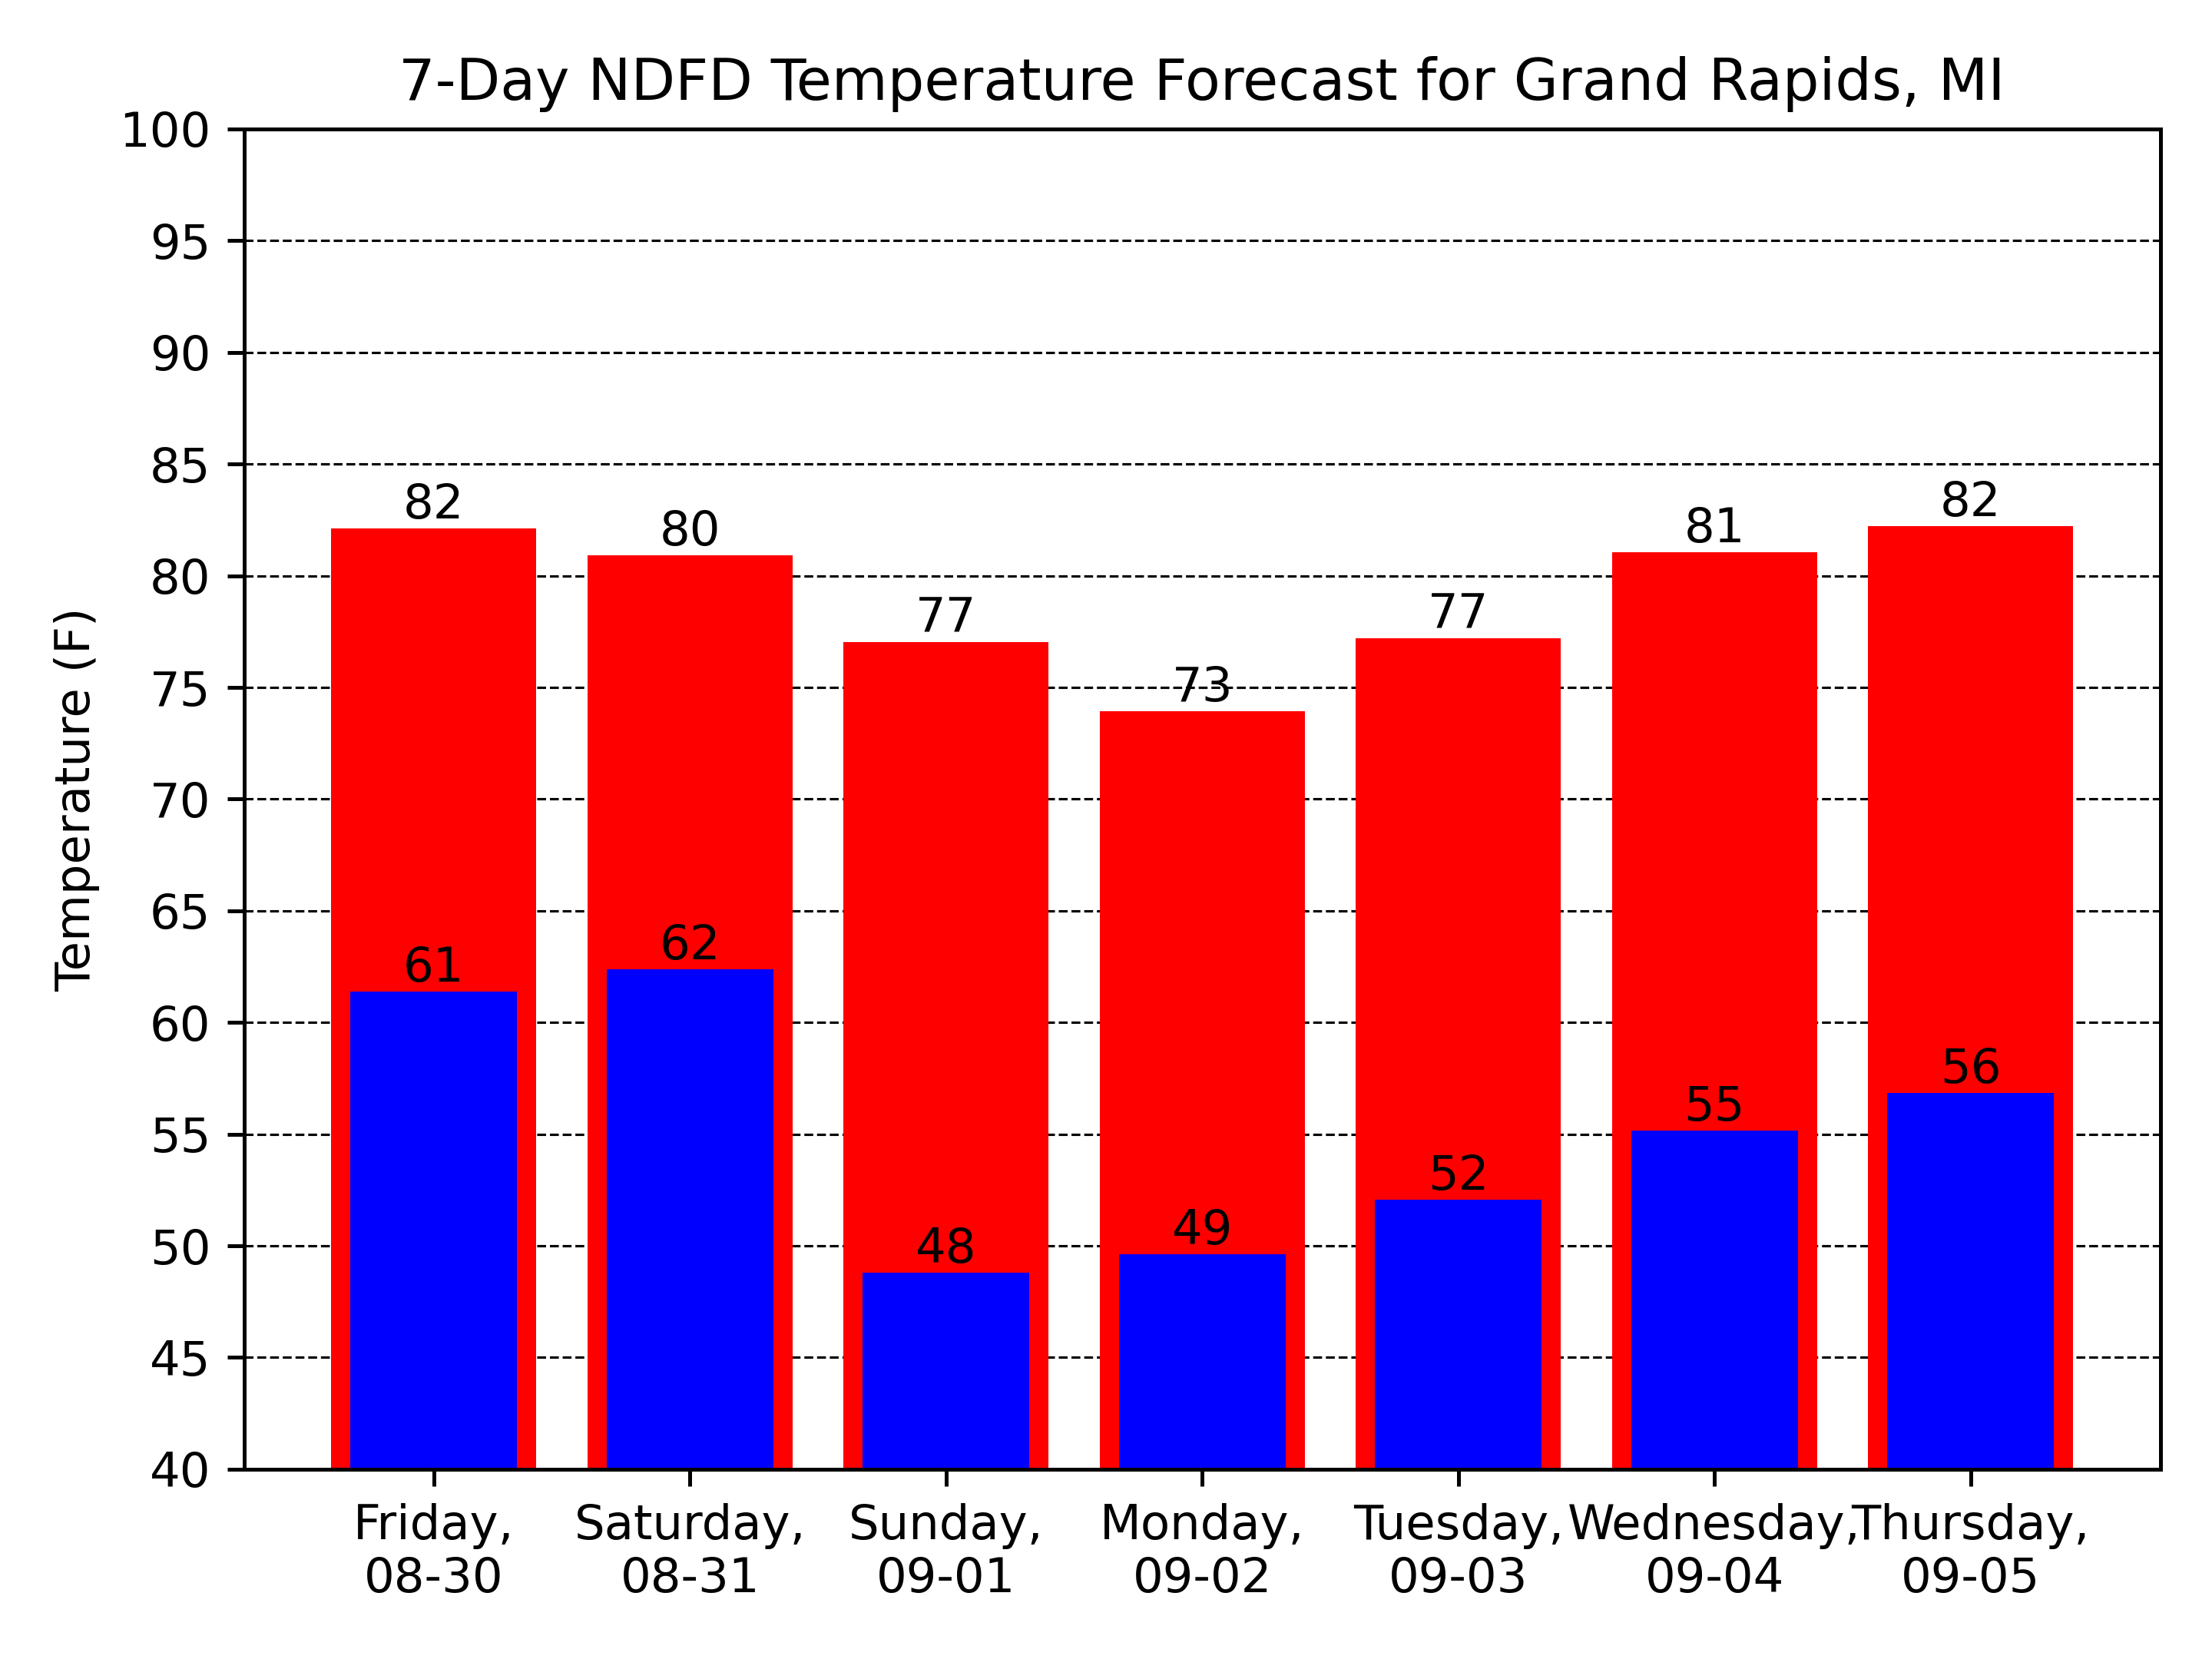 7-Day NDFD Temperature Forecast for Grand Rapids, MI
100
95
90
85
80
75
70
65
60
55
50
45
40
Temperature (F)
82 80 77 73 77 81 82
61 62 48 49 52 55 56
Friday, Saturday, Sunday, Monday, Tuesday, Wednesday, Thursday,
08-30 08-31 09-01 09-02 09-03 09-04 09-05